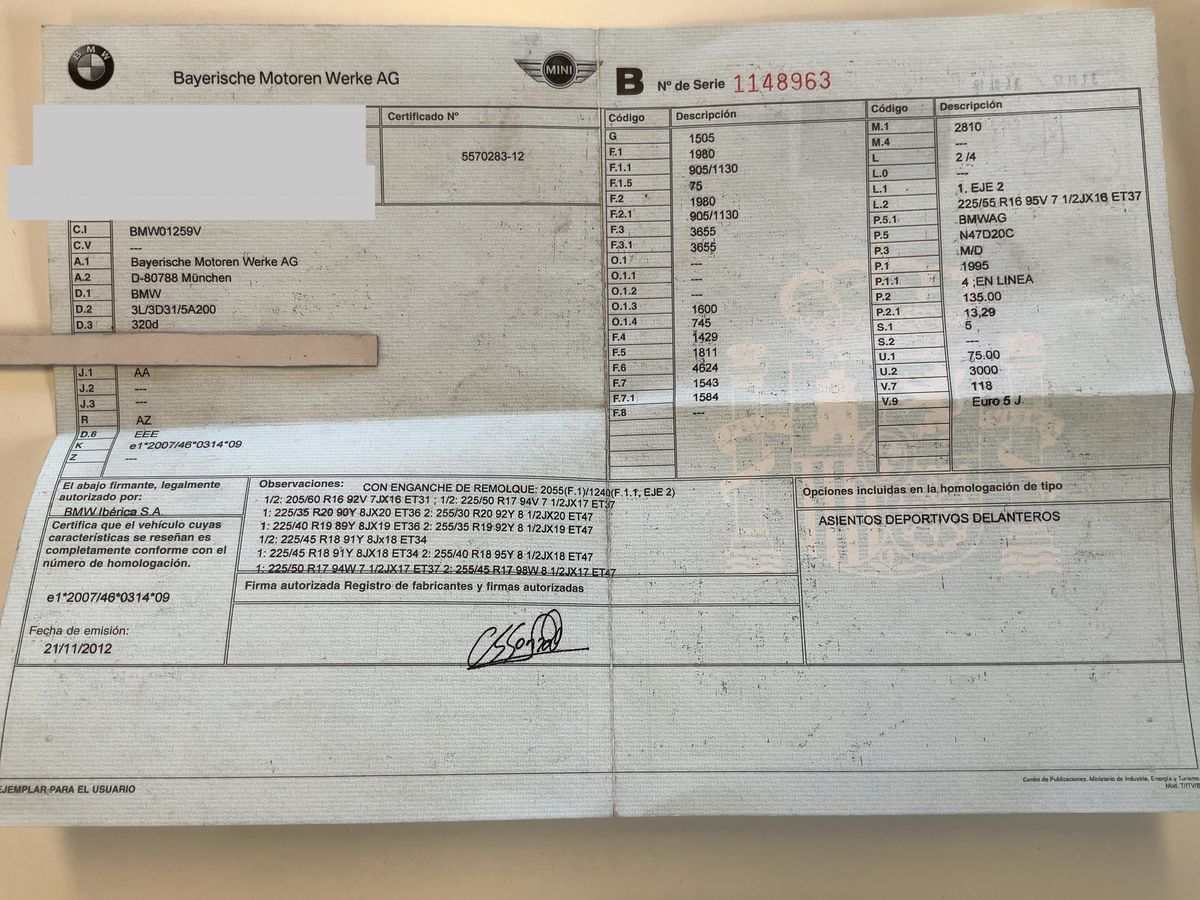 BMW
Bayerische Motoren Werke AG
MINI
B Nº de Serie 1148963
Certificado Nº
5570283-12
C.I BMW01259V
C.V ---
A.1 Bayerische Motoren Werke AG
A.2 D-80788 München
D.1 BMW
D.2 3L/3D31/5A200
D.3 320d
J.1 AA
J.2 ---
J.3 ---
R AZ
D.6 EEE
K e1*2007/46*0314*09
Z ---
Código Descripción
G 1505
F.1 1980
F.1.1 905/1130
F.1.5 75
F.2 1980
F.2.1 905/1130
F.3 3655
F.3.1 3655
O.1 ---
O.1.1 ---
O.1.2 ---
O.1.3 1600
O.1.4 745
F.4 1429
F.5 1811
F.6 4624
F.7 1543
F.7.1 1584
F.8 ---
Código Descripción
M.1 2810
M.4 ---
L 2 /4
L.0 ---
L.1 1, EJE 2
L.2 225/55 R16 95V 7 1/2JX16 ET37
P.5.1 BMWAG
P.5 N47D20C
P.3 M/D
P.1 1995
P.1.1 4 ;EN LINEA
P.2 135.00
P.2.1 13,29
S.1 5
S.2 ---
U.1 75.00
U.2 3000
V.7 118
V.9 Euro 5 J
El abajo firmante, legalmente
autorizado por:
BMW Ibérica S.A.
Certifica que el vehículo cuyas
características se reseñan es
completamente conforme con el
número de homologación.
e1*2007/46*0314*09
Fecha de emisión:
21/11/2012
Observaciones: CON ENGANCHE DE REMOLQUE: 2055(F.1)/1240(F.1.1, EJE 2)
1/2: 205/60 R16 92V 7JX16 ET31 ; 1/2: 225/50 R17 94V 7 1/2JX17 ET37
1: 225/35 R20 90Y 8JX20 ET36 2: 255/30 R20 92Y 8 1/2JX20 ET47
1: 225/40 R19 89Y 8JX19 ET36 2: 255/35 R19 92Y 8 1/2JX19 ET47
1/2: 225/45 R18 91Y 8Jx18 ET34
1: 225/45 R18 91Y 8JX18 ET34 2: 255/40 R18 95Y 8 1/2JX18 ET47
1: 225/50 R17 94W 7 1/2JX17 ET37 2: 255/45 R17 98W 8 1/2JX17 ET47
Firma autorizada Registro de fabricantes y firmas autorizadas
Opciones incluidas en la homologación de tipo
ASIENTOS DEPORTIVOS DELANTEROS
EJEMPLAR PARA EL USUARIO
Centro de Publicaciones. Ministerio de Industria, Energía y Turismo
Mod. T/ITV/B